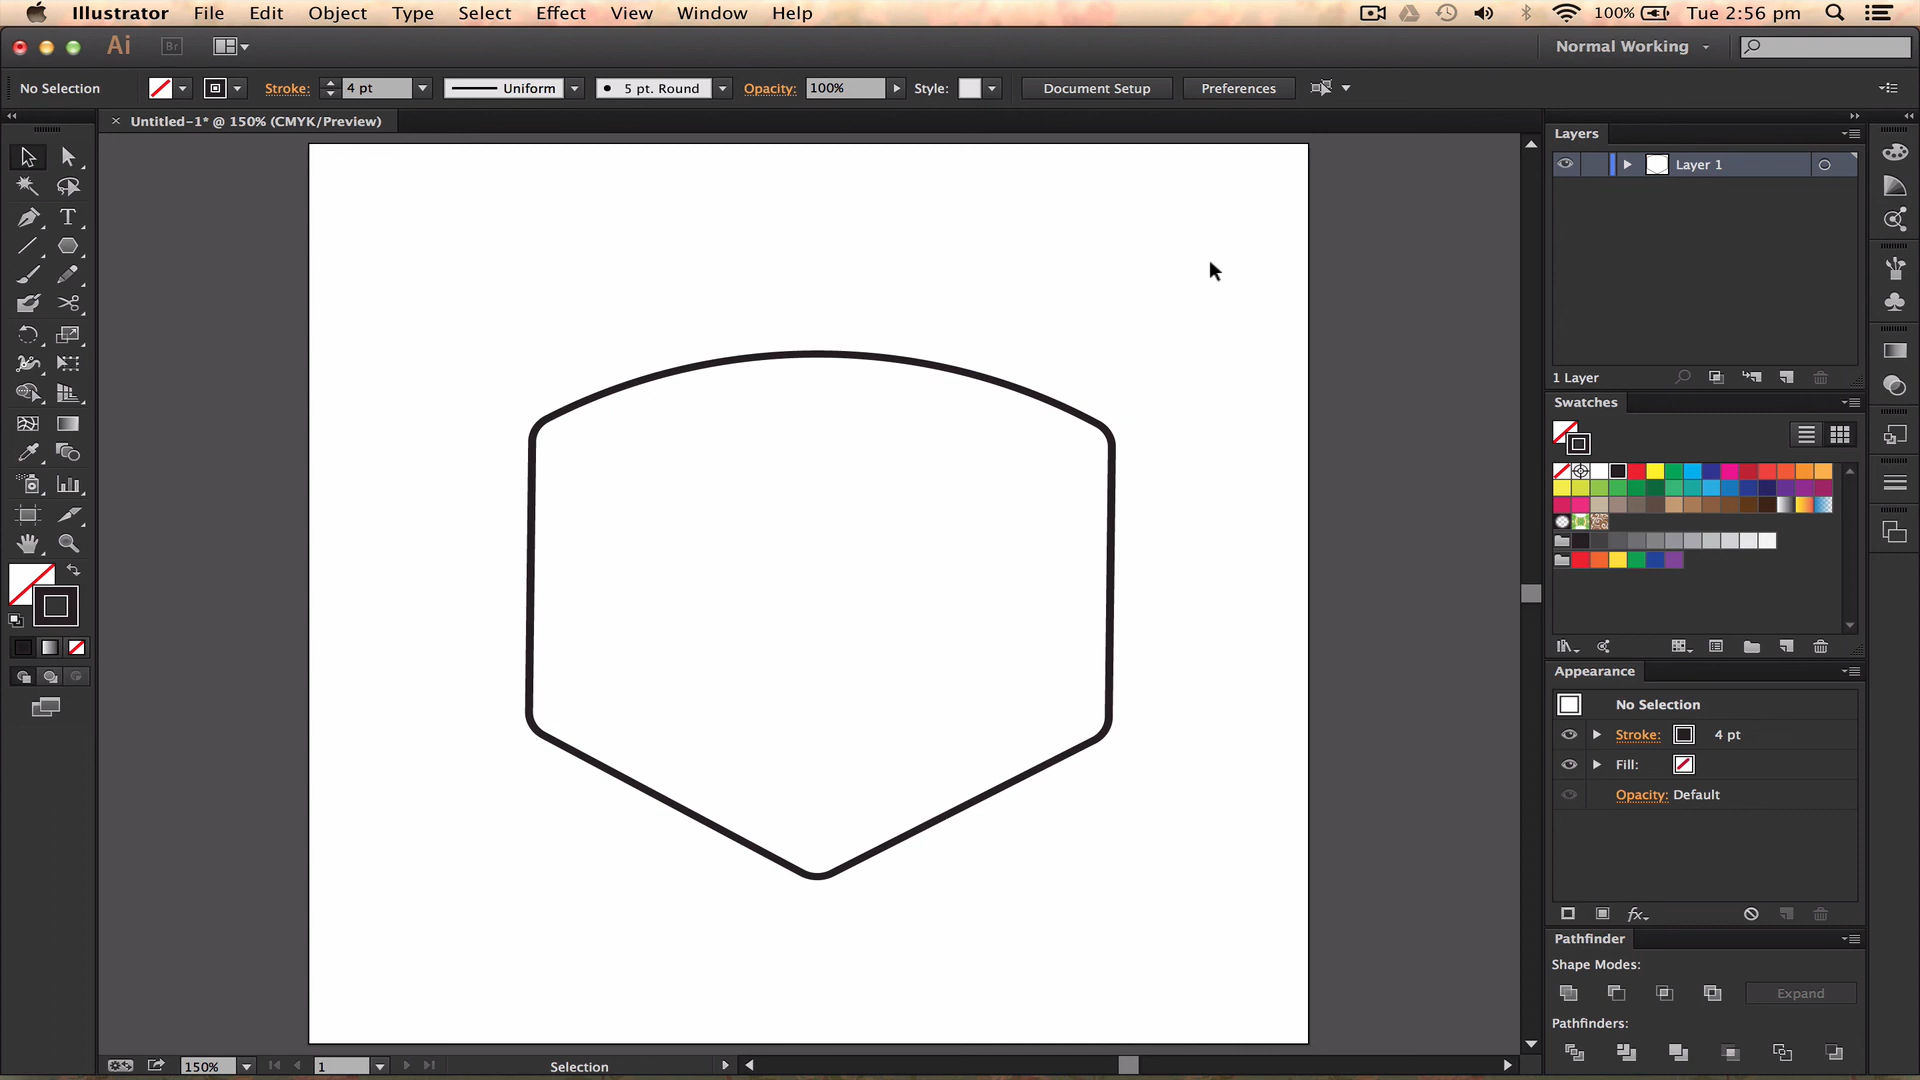 Illustrator File Edit Object Type Select Effect View Window Help 100% Tue 2:56 pm
Ai Br Normal Working
No Selection Stroke: 4 pt Uniform 5 pt. Round Opacity: 100% Style: Document Setup Preferences
Untitled-1* @ 150% (CMYK/Preview)
Layers
Layer 1
1 Layer
Swatches
Appearance
No Selection
Stroke: 4 pt
Fill:
Opacity: Default
fx
Pathfinder
Shape Modes:
Expand
Pathfinders:
150% 1 Selection